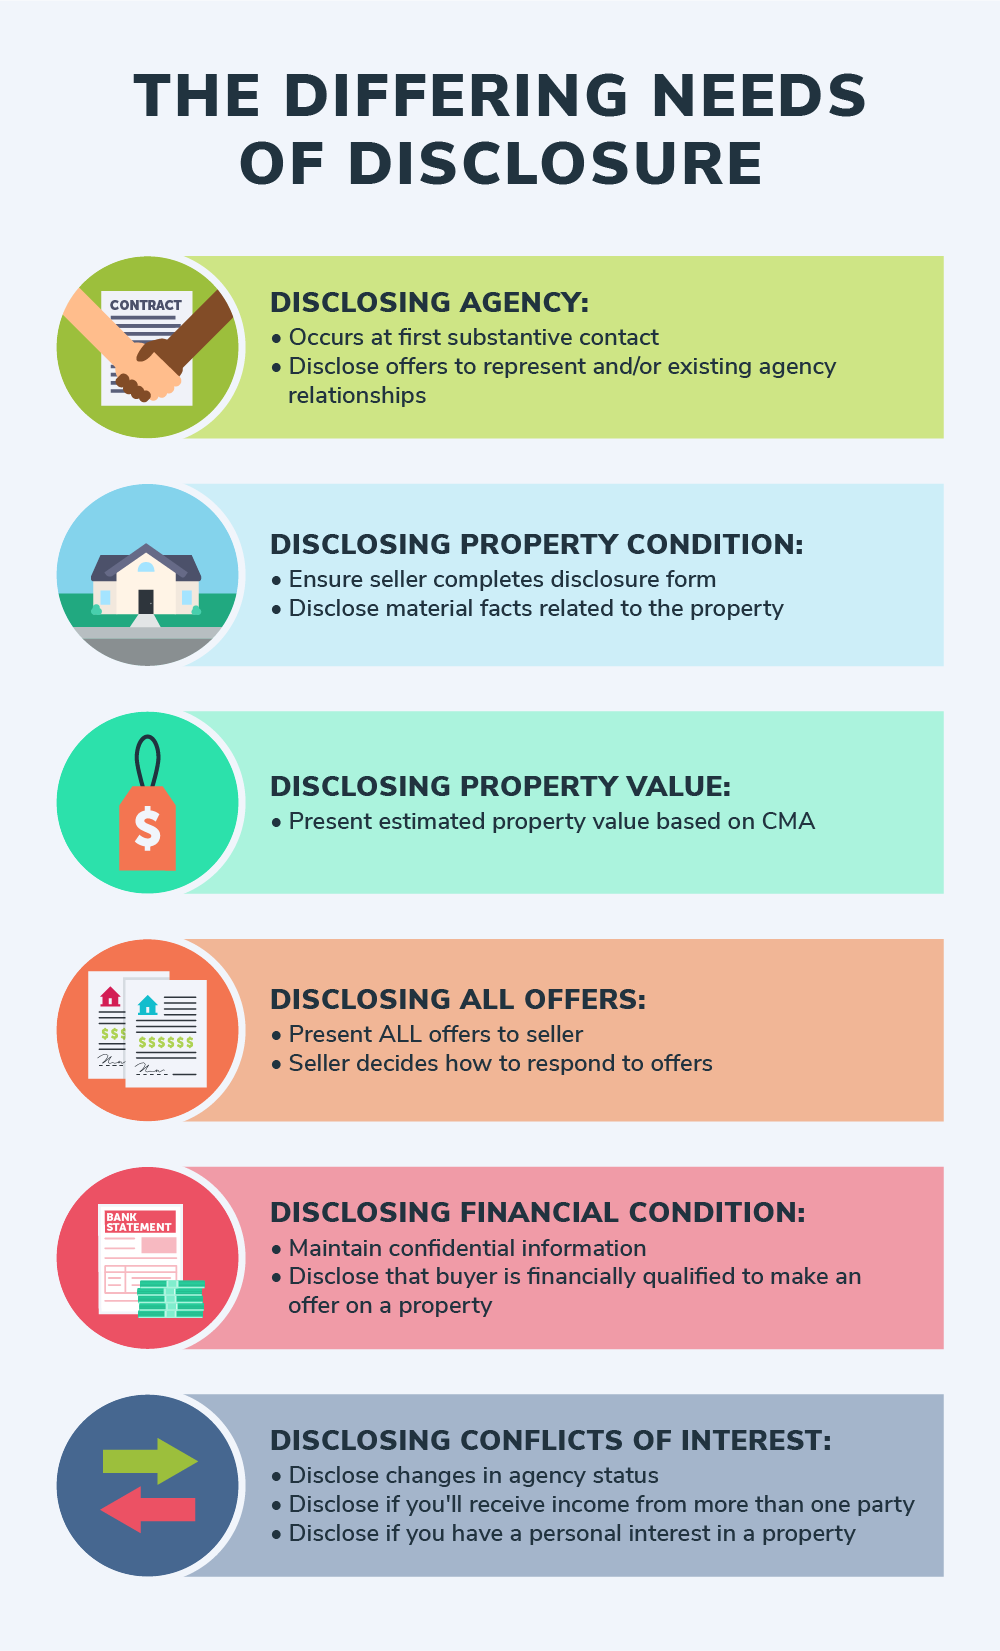 THE DIFFERING NEEDS
OF DISCLOSURE
CONTRACT
DISCLOSING AGENCY:
• Occurs at first substantive contact
• Disclose offers to represent and/or existing agency
relationships
DISCLOSING PROPERTY CONDITION:
• Ensure seller completes disclosure form
• Disclose material facts related to the property
$
DISCLOSING PROPERTY VALUE:
• Present estimated property value based on CMA
$$$
$$$$$$
DISCLOSING ALL OFFERS:
• Present ALL offers to seller
• Seller decides how to respond to offers
BANK
STATEMENT
DISCLOSING FINANCIAL CONDITION:
• Maintain confidential information
• Disclose that buyer is financially qualified to make an
offer on a property
DISCLOSING CONFLICTS OF INTEREST:
• Disclose changes in agency status
• Disclose if you'll receive income from more than one party
• Disclose if you have a personal interest in a property